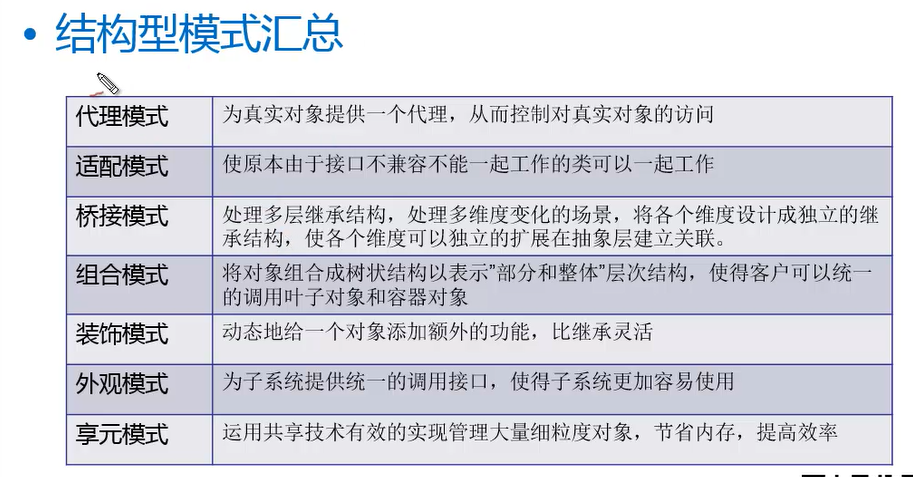 • 结构型模式汇总
代理模式
为真实对象提供一个代理，从而控制对真实对象的访问
适配模式
使原本由于接口不兼容不能一起工作的类可以一起工作
桥接模式
处理多层继承结构，处理多维度变化的场景，将各个维度设计成独立的继
承结构，使各个维度可以独立的扩展在抽象层建立关联。
组合模式
将对象组合成树状结构以表示”部分和整体”层次结构，使得客户可以统一
的调用叶子对象和容器对象
装饰模式
动态地给一个对象添加额外的功能，比继承灵活
外观模式
为子系统提供统一的调用接口，使得子系统更加容易使用
享元模式
运用共享技术有效的实现管理大量细粒度对象，节省内存，提高效率